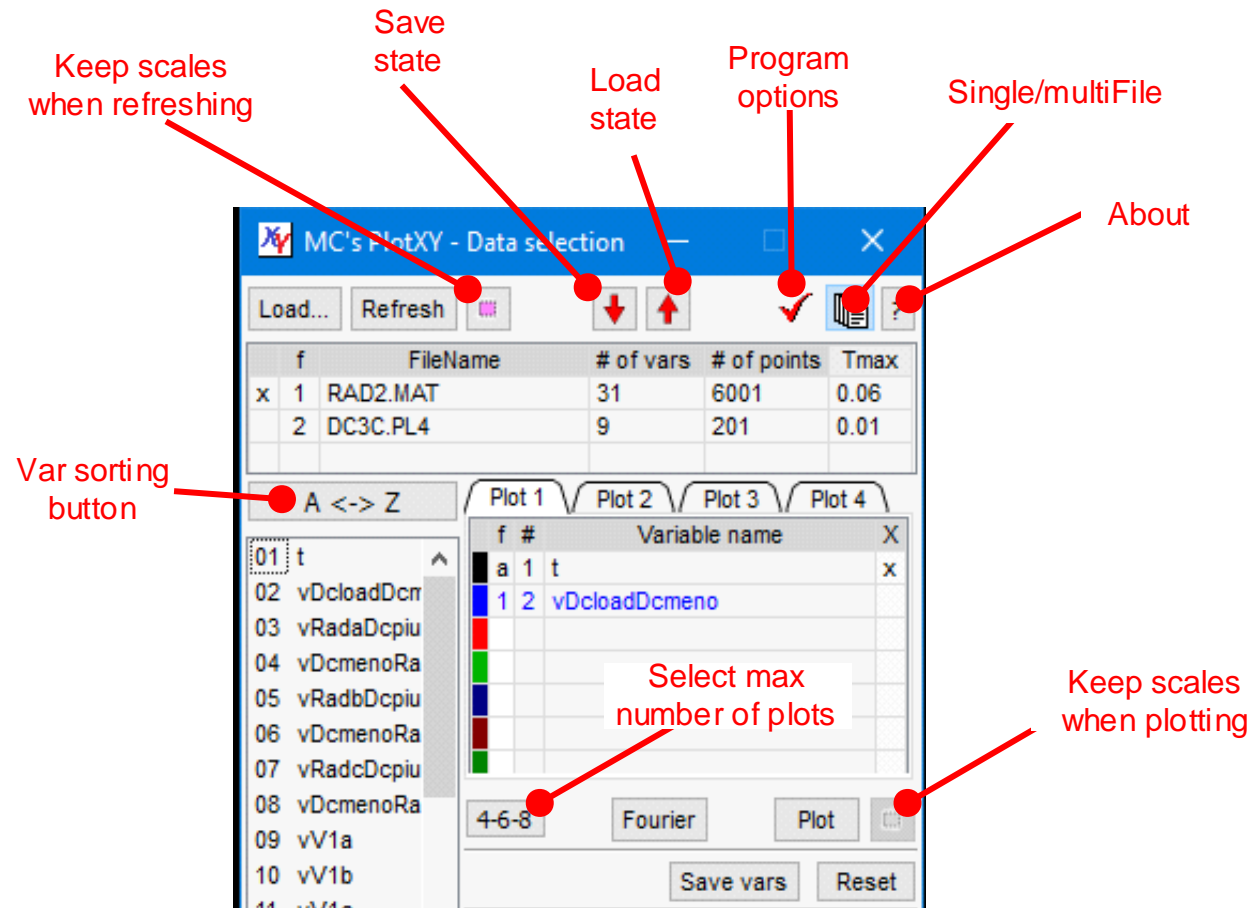 Save
state
Keep scales
when refreshing
Load
state
Program
options
Single/multiFile
About
XY MC's PlotXY - Data selection
Load... Refresh ?
f FileName # of vars # of points Tmax
x 1 RAD2.MAT 31 6001 0.06
2 DC3C.PL4 9 201 0.01
Var sorting
button
A <-> Z
Plot 1 Plot 2 Plot 3 Plot 4
f # Variable name X
a 1 t x
1 2 vDcloadDcmeno
01 t
02 vDcloadDcm
03 vRadaDcpiu
04 vDcmenoRa
05 vRadbDcpiu
06 vDcmenoRa
07 vRadcDcpiu
08 vDcmenoRa
09 vV1a
10 vV1b
Select max
number of plots
Keep scales
when plotting
4-6-8 Fourier Plot
Save vars Reset